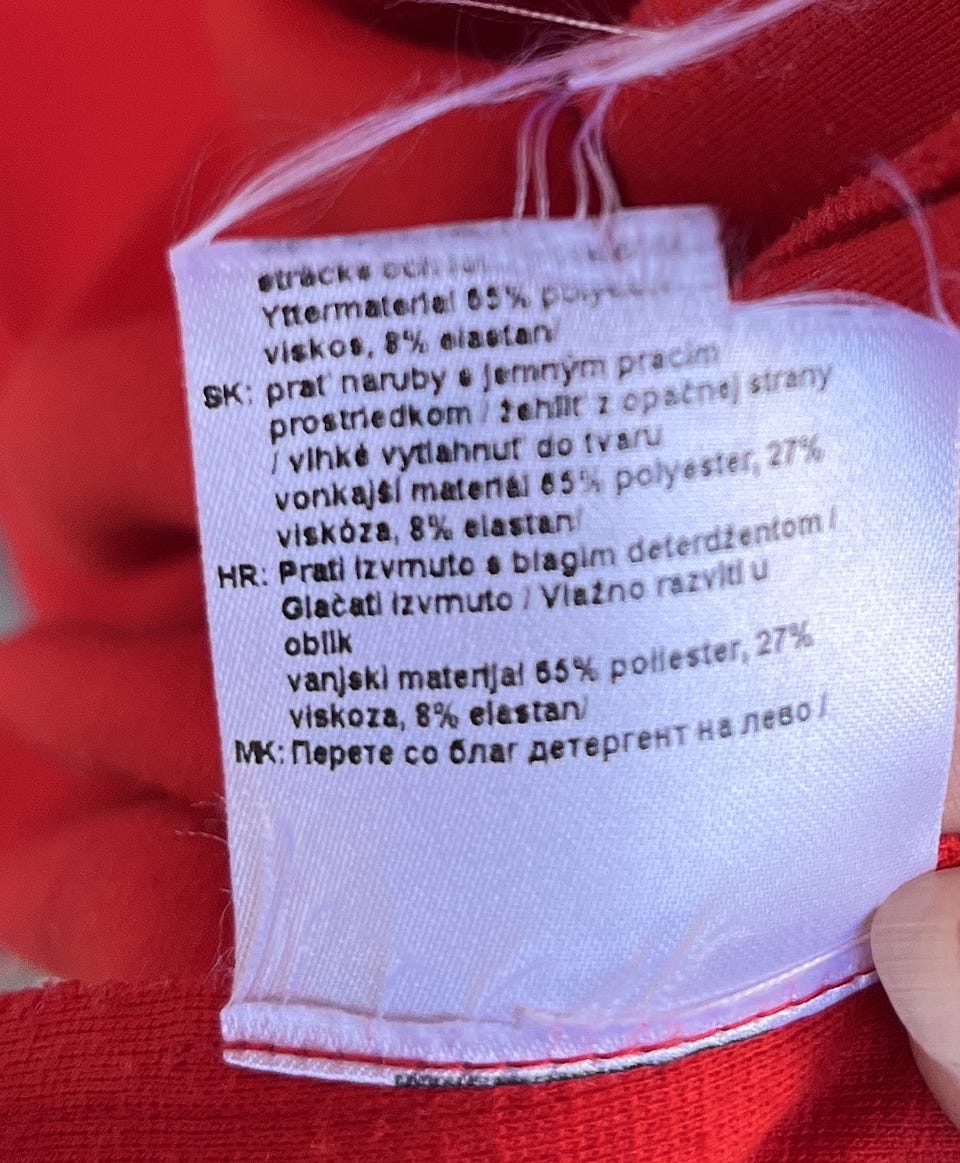 sträcks och
Yttermaterial 65%
viskos, 8% elastan/
SK: prať naruby s jemným pracím
prostriedkom / žehliť z opačnej strany
/ vlhké vytiahnuť do tvaru
vonkajší materiál 65% polyester, 27%
viskóza, 8% elastan/
HR: Prati izvrnuto s blagim deterdžentom /
Glačati izvrnuto / Vlažno razviti u
oblik
vanjski materijal 65% poliester, 27%
viskoza, 8% elastan/
MK: Перете со благ детергент на лево /